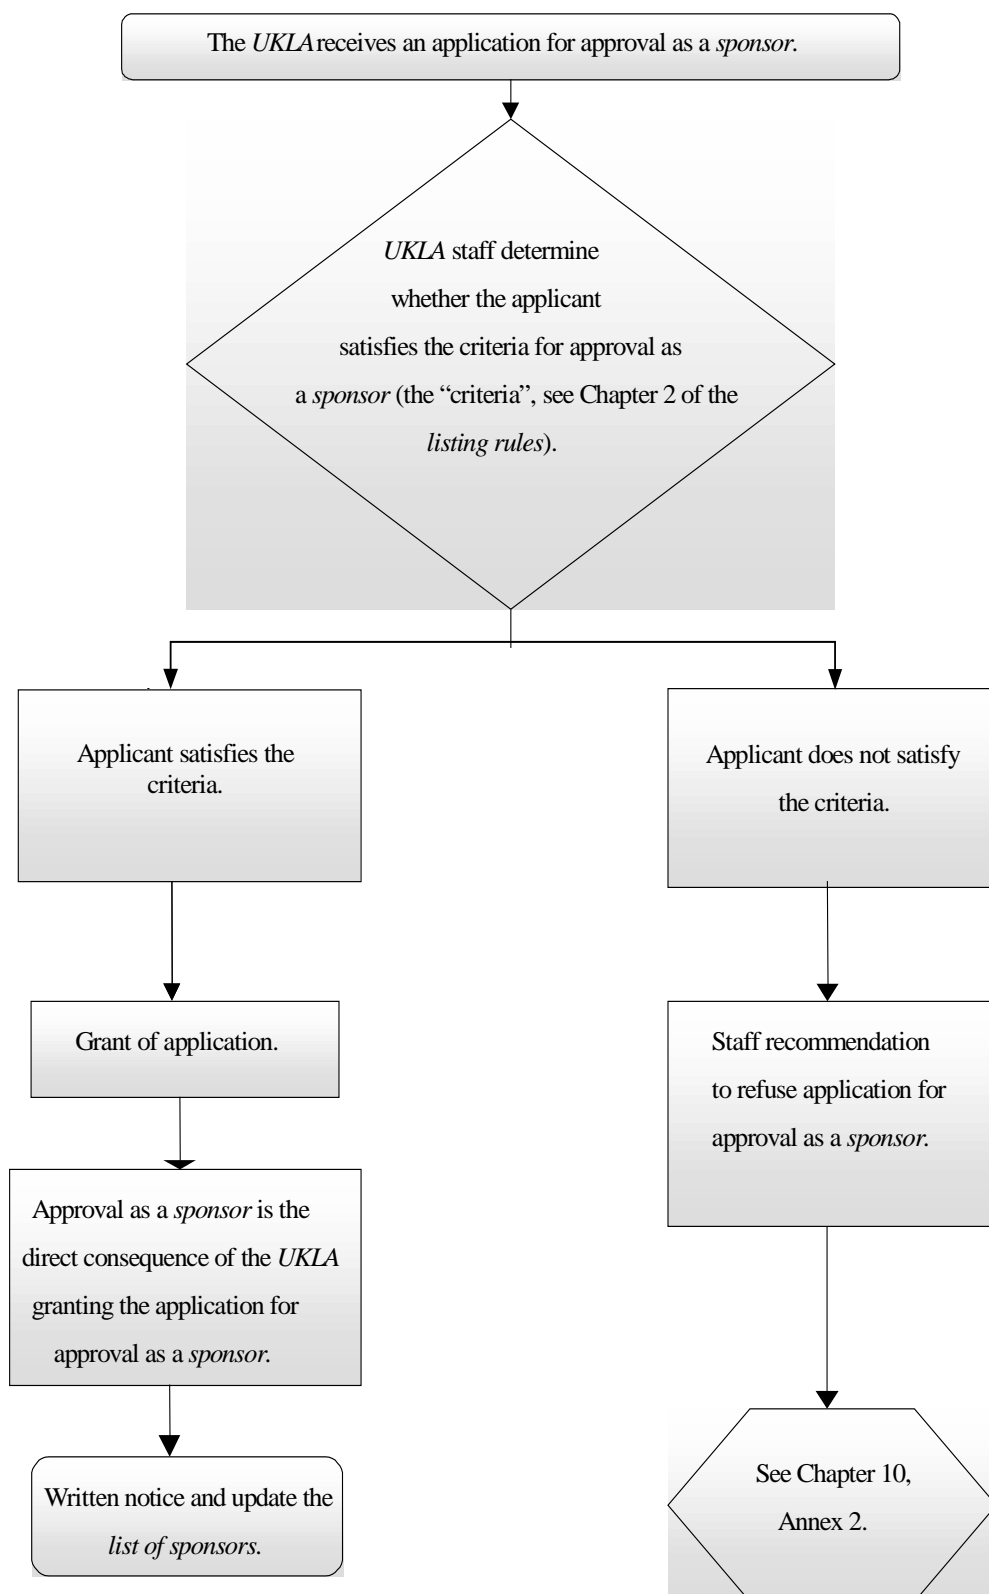 The UKLA receives an application for approval as a sponsor.
UKLA staff determine
whether the applicant
satisfies the criteria for approval as
a sponsor (the “criteria”, see Chapter 2 of the
listing rules).
Applicant satisfies the
criteria.
Applicant does not satisfy
the criteria.
Grant of application.
Staff recommendation
to refuse application for
approval as a sponsor.
Approval as a sponsor is the
direct consequence of the UKLA
granting the application for
approval as a sponsor.
Written notice and update the
list of sponsors.
See Chapter 10,
Annex 2.